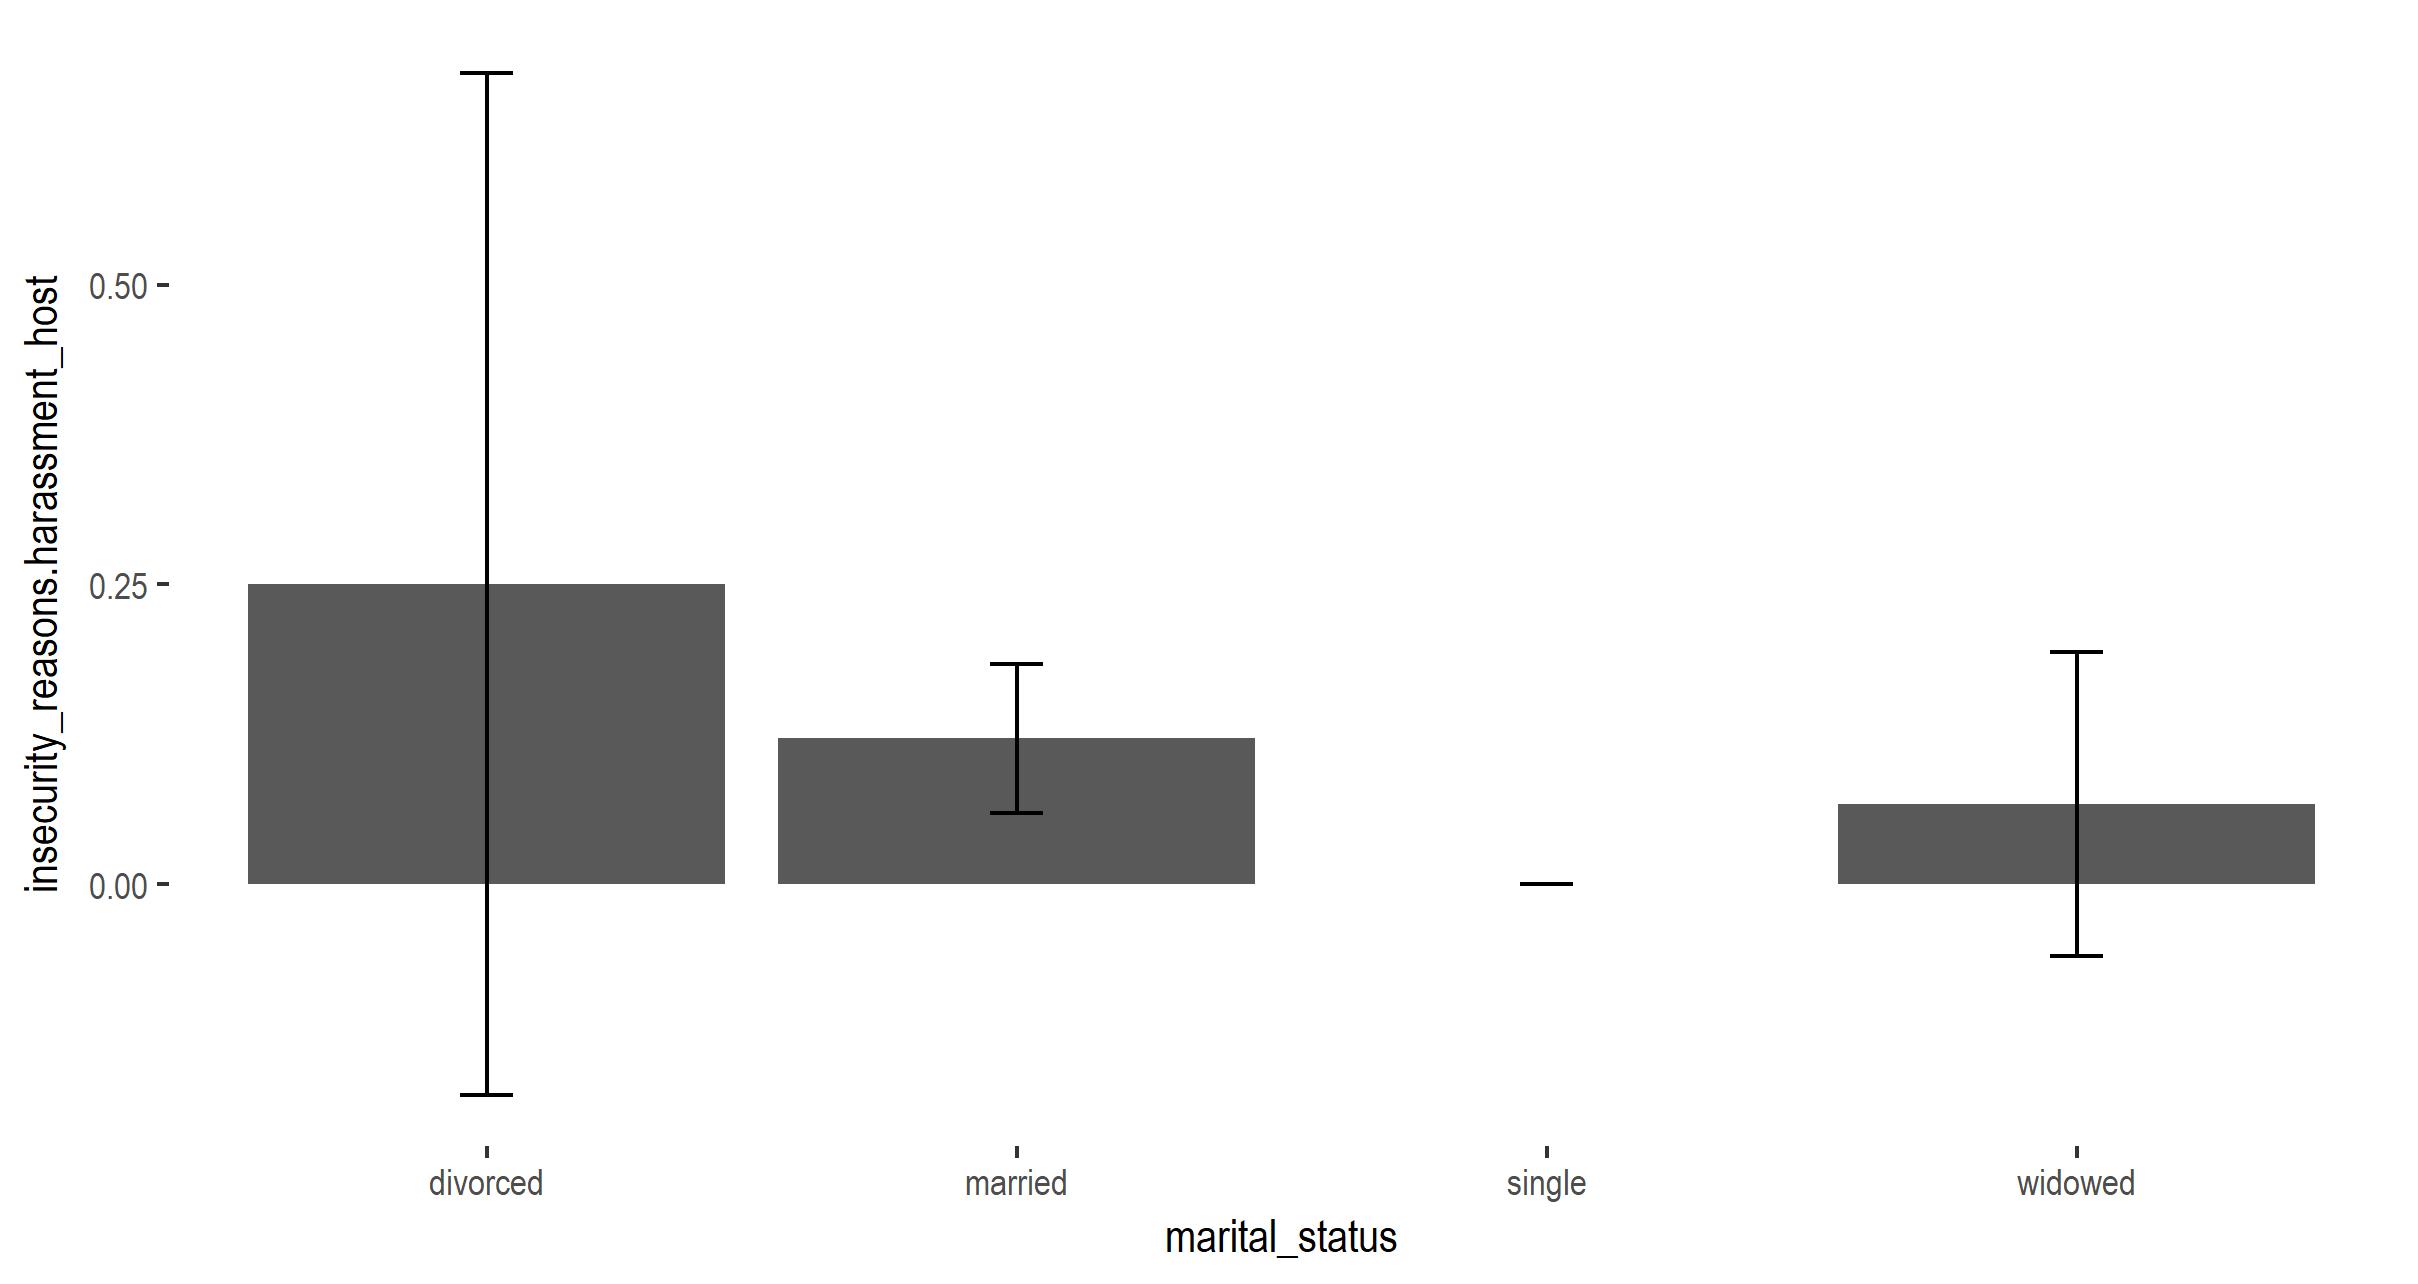 insecurity_reasons.harassment_host
0.50
0.25
0.00
divorced married single widowed
marital_status